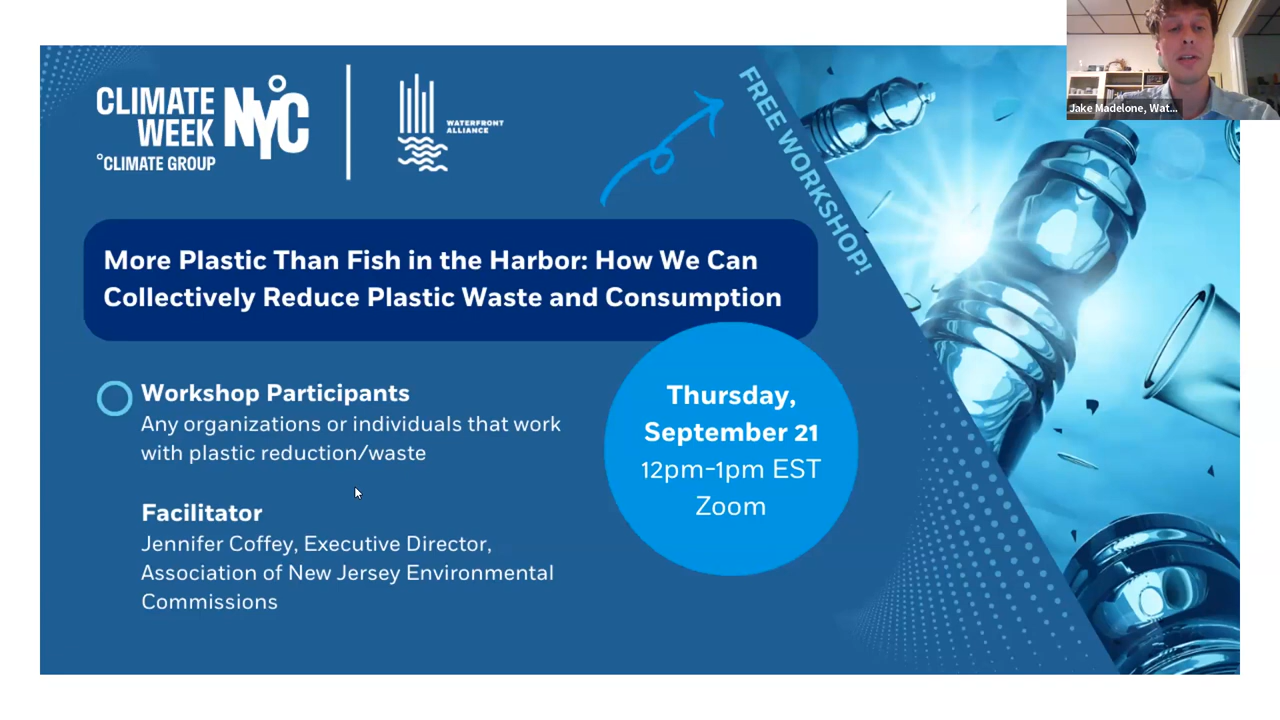 CLIMATE
WEEK
NYC
°CLIMATE GROUP
WATERFRONT
ALLIANCE
FREE WORKSHOP!
Jake Madelone, Wat...
More Plastic Than Fish in the Harbor: How We Can
Collectively Reduce Plastic Waste and Consumption
Workshop Participants
Any organizations or individuals that work
with plastic reduction/waste
Facilitator
Jennifer Coffey, Executive Director,
Association of New Jersey Environmental
Commissions
Thursday,
September 21
12pm-1pm EST
Zoom